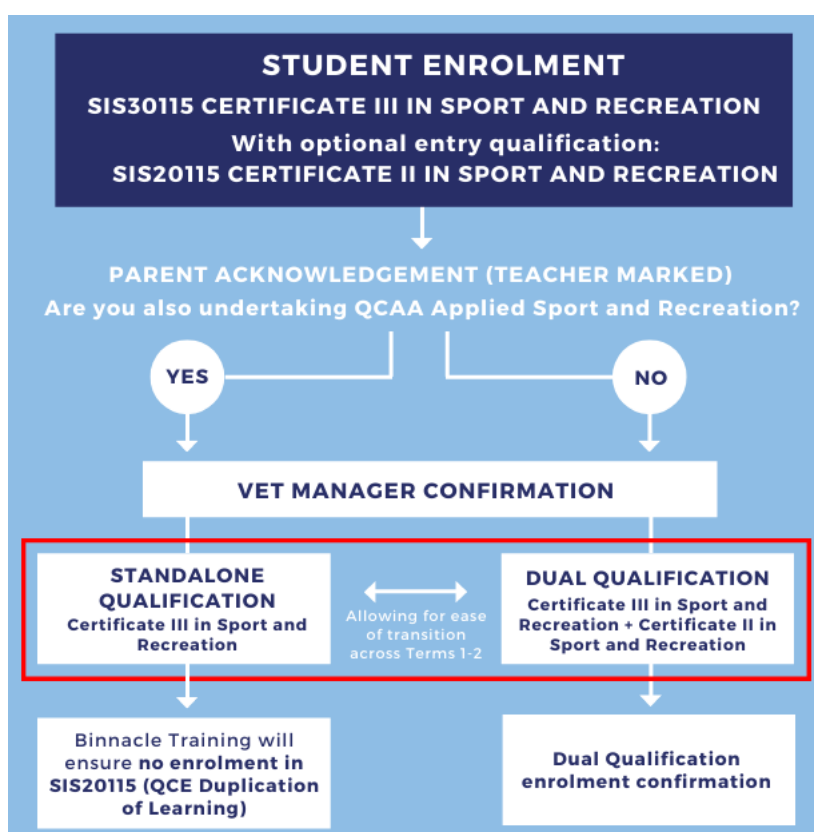 STUDENT ENROLMENT
SIS30115 CERTIFICATE III IN SPORT AND RECREATION
With optional entry qualification:
SIS20115 CERTIFICATE II IN SPORT AND RECREATION
PARENT ACKNOWLEDGEMENT (TEACHER MARKED)
Are you also undertaking QCAA Applied Sport and Recreation?
YES
NO
VET MANAGER CONFIRMATION
STANDALONE
QUALIFICATION
Certificate III in Sport and
Recreation
Allowing for ease
of transition
across Terms 1-2
DUAL QUALIFICATION
Certificate III in Sport and
Recreation + Certificate II in
Sport and Recreation
Binnacle Training will
ensure no enrolment in
SIS20115 (QCE Duplication
of Learning)
Dual Qualification
enrolment confirmation